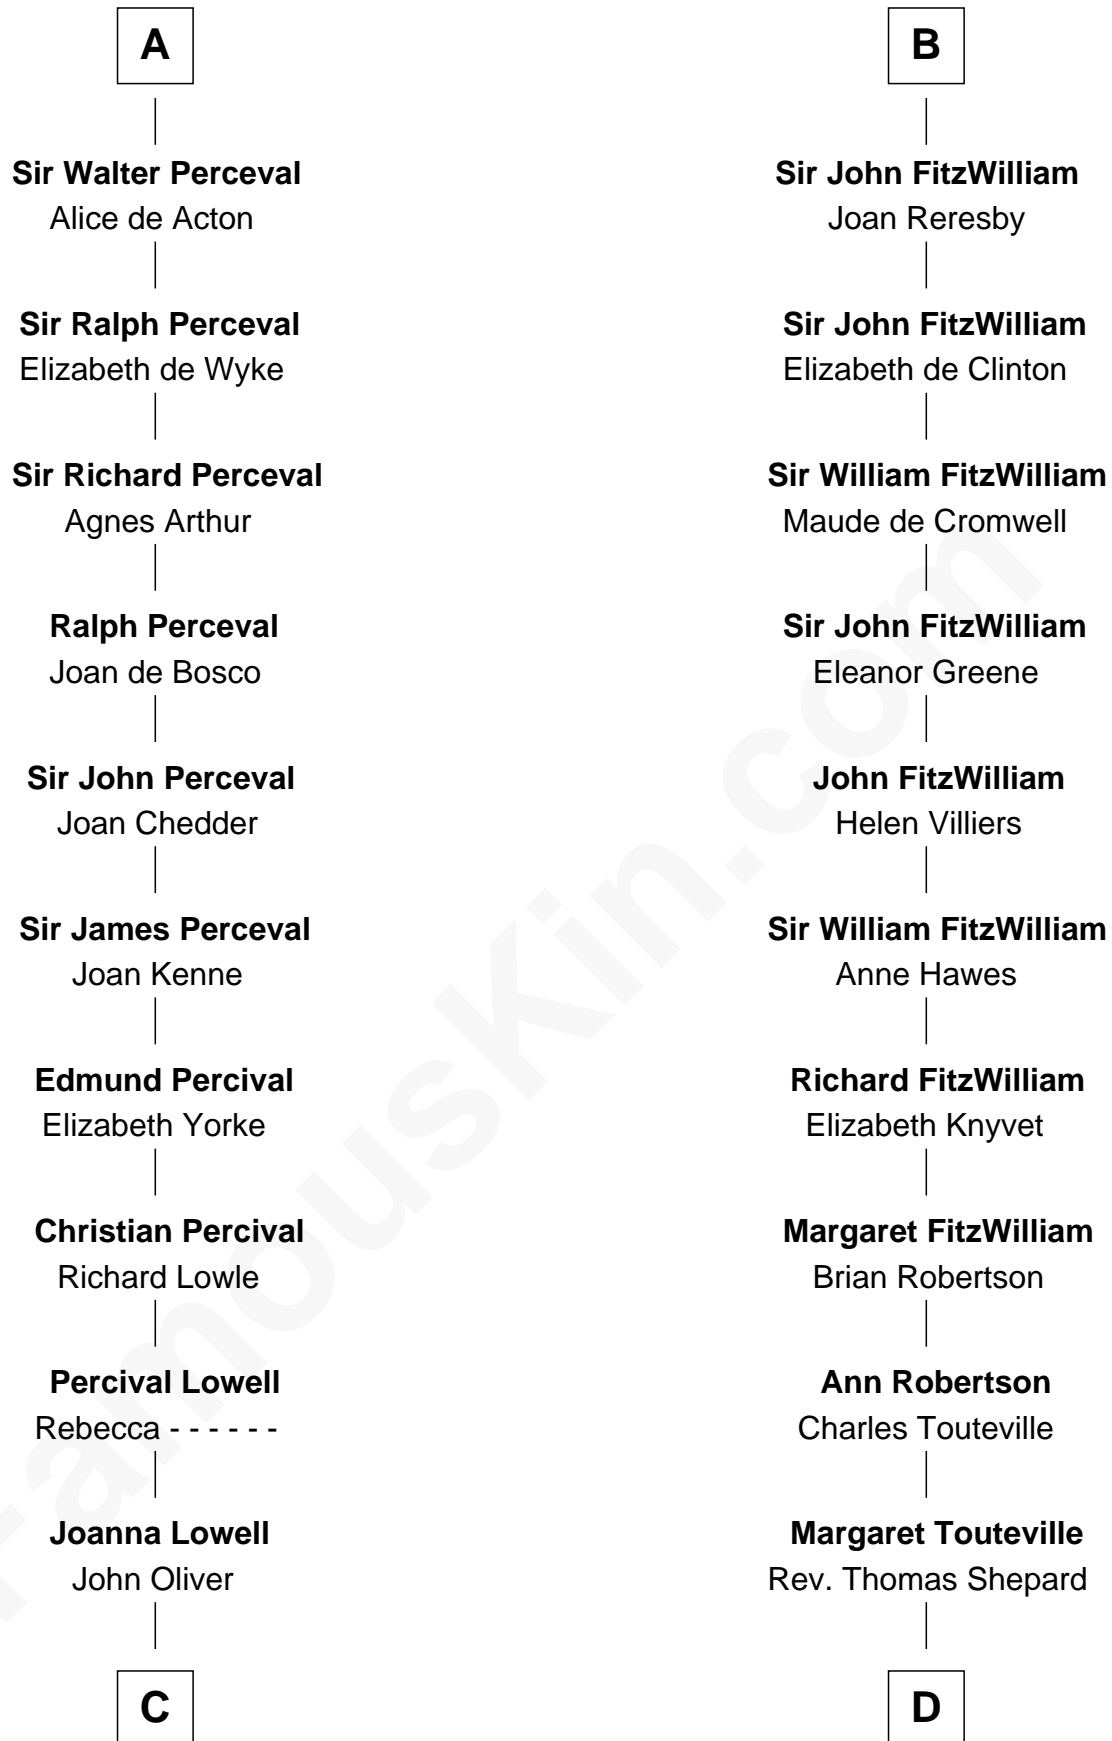 A
Sir Walter Perceval
Alice de Acton
Sir Ralph Perceval
Elizabeth de Wyke
Sir Richard Perceval
Agnes Arthur
Ralph Perceval
Joan de Bosco
Sir John Perceval
Joan Chedder
Sir James Perceval
Joan Kenne
Edmund Percival
Elizabeth Yorke
Christian Percival
Richard Lowle
Percival Lowell
Rebecca - - - - - -
Joanna Lowell
John Oliver
C
B
Sir John FitzWilliam
Joan Reresby
Sir John FitzWilliam
Elizabeth de Clinton
Sir William FitzWilliam
Maude de Cromwell
Sir John FitzWilliam
Eleanor Greene
John FitzWilliam
Helen Villiers
Sir William FitzWilliam
Anne Hawes
Richard FitzWilliam
Elizabeth Knyvet
Margaret FitzWilliam
Brian Robertson
Ann Robertson
Charles Touteville
Margaret Touteville
Rev. Thomas Shepard
D
FamousKin.com